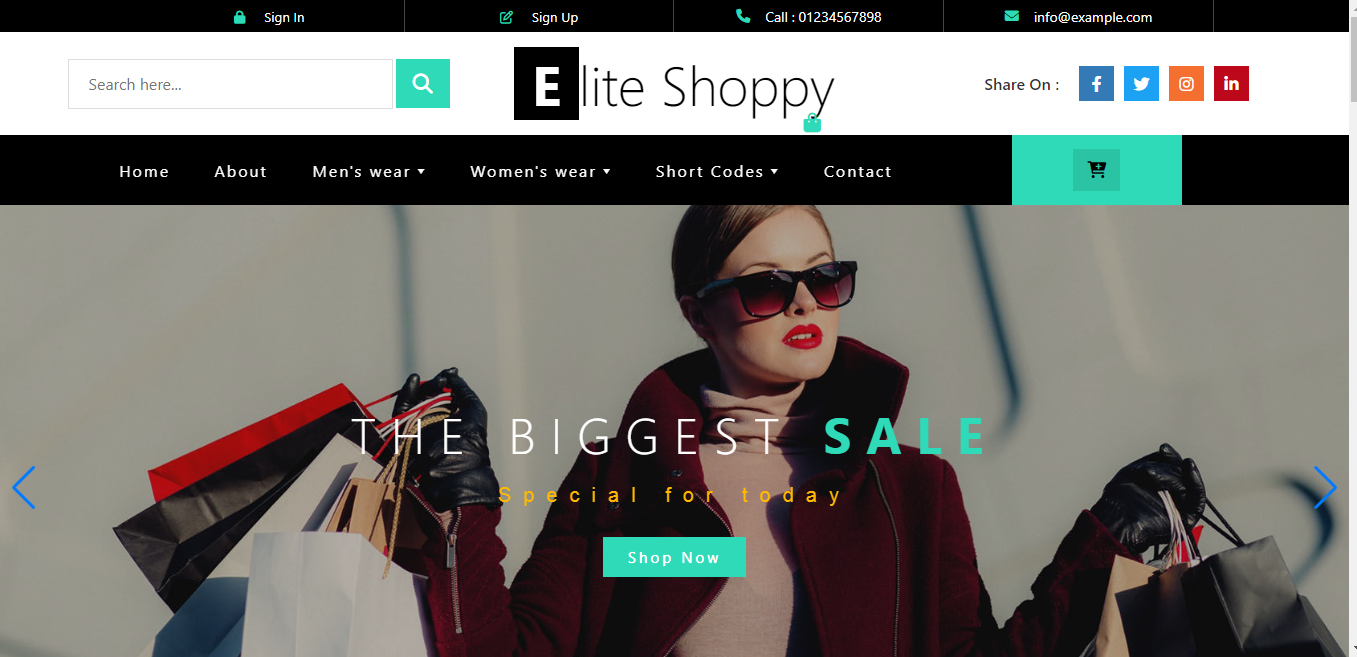 Sign In
Sign Up
Call : 01234567898
info@example.com
Search here...
Elite Shoppy
Share On :
Home
About
Men's wear
Women's wear
Short Codes
Contact
THE BIGGEST SALE
Special for today
Shop Now